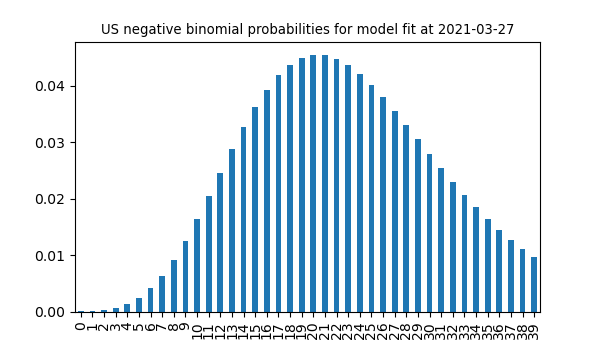 US negative binomial probabilities for model fit at 2021-03-27
0.04
0.03
0.02
0.01
0.00
0 1 2 3 4 5 6 7 8 9 10 11 12 13 14 15 16 17 18 19 20 21 22 23 24 25 26 27 28 29 30 31 32 33 34 35 36 37 38 39